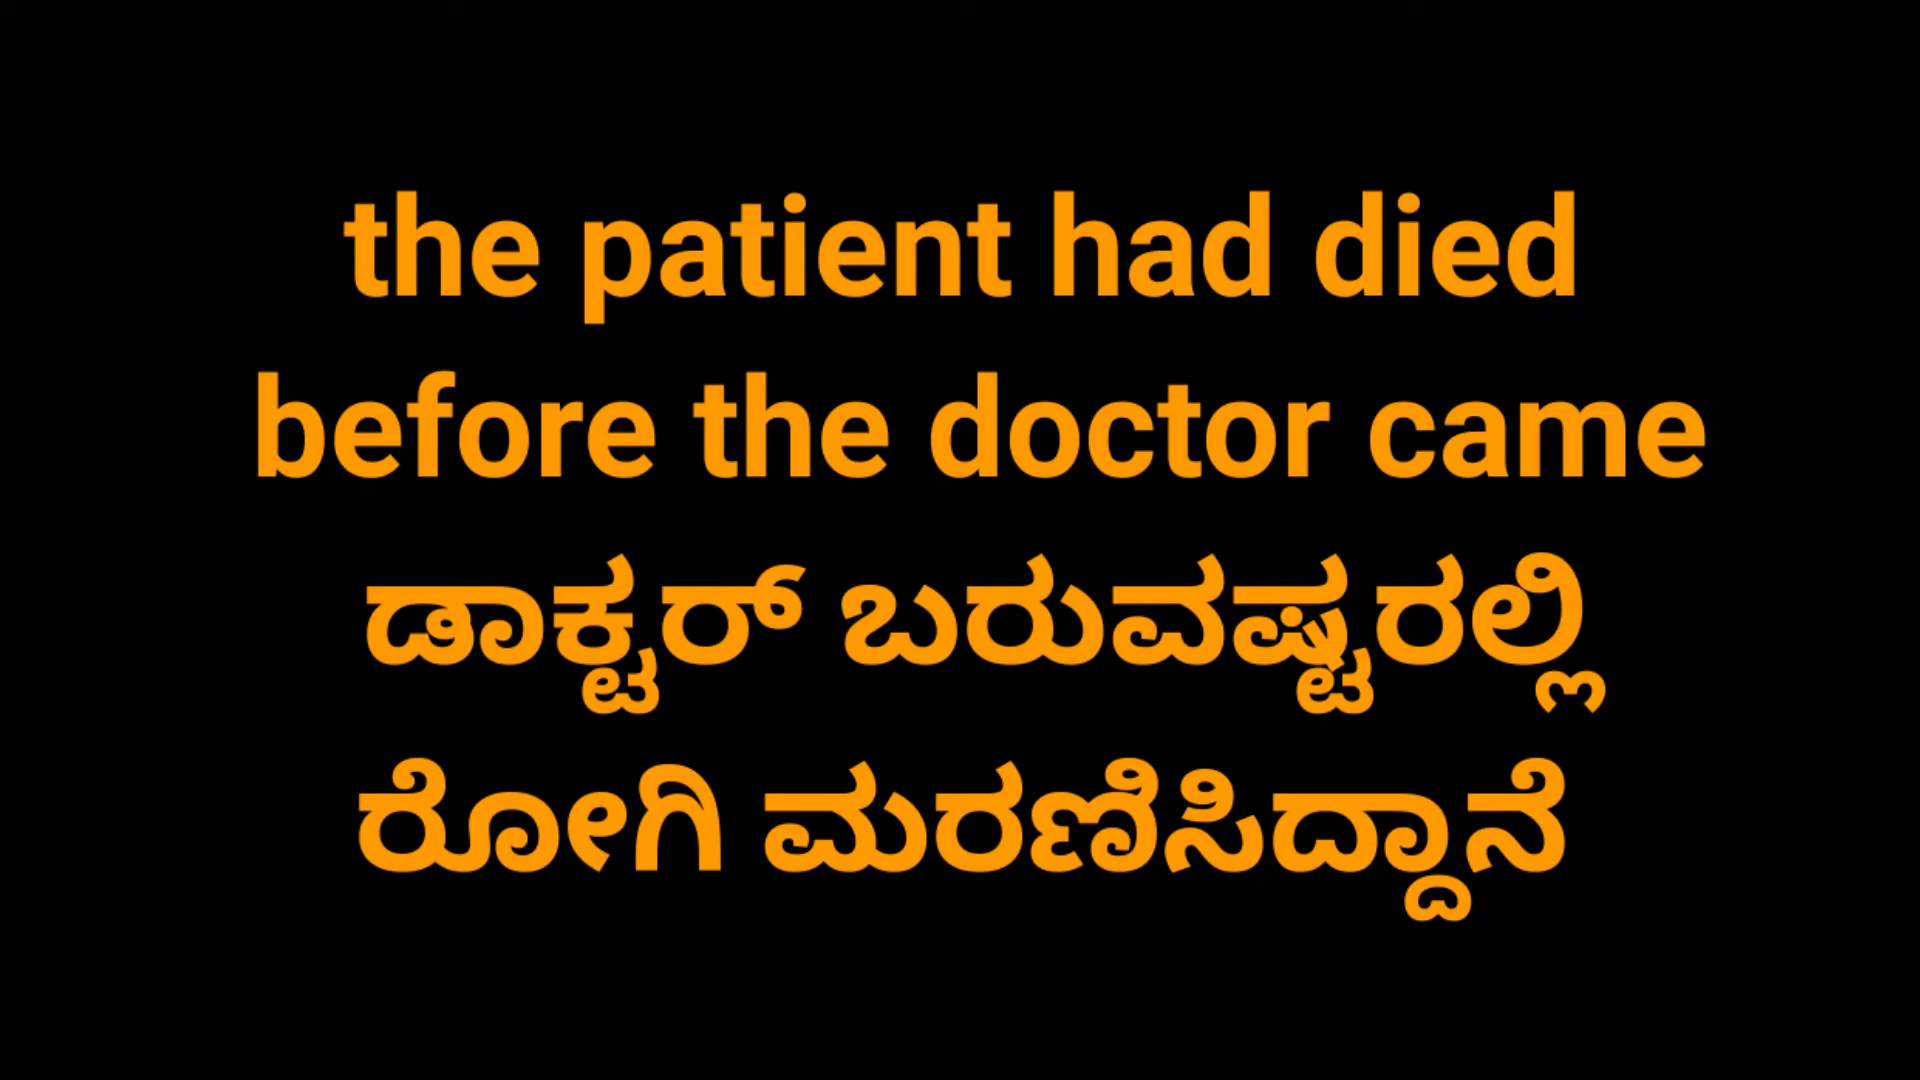 the patient had died
before the doctor came
ಡಾಕ್ಟರ್ ಬರುವಷ್ಟರಲ್ಲಿ
ರೋಗಿ ಮರಣಿಸಿದ್ದಾನೆ